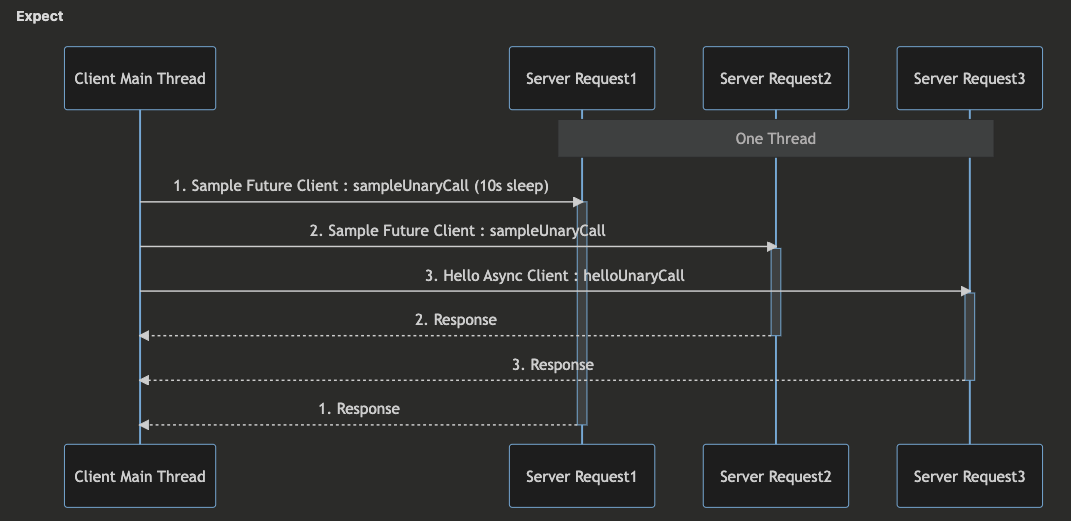 Expect
Client Main Thread
Server Request1
Server Request2
Server Request3
One Thread
1. Sample Future Client : sampleUnaryCall (10s sleep)
2. Sample Future Client : sampleUnaryCall
3. Hello Async Client : helloUnaryCall
2. Response
3. Response
1. Response
Client Main Thread
Server Request1
Server Request2
Server Request3